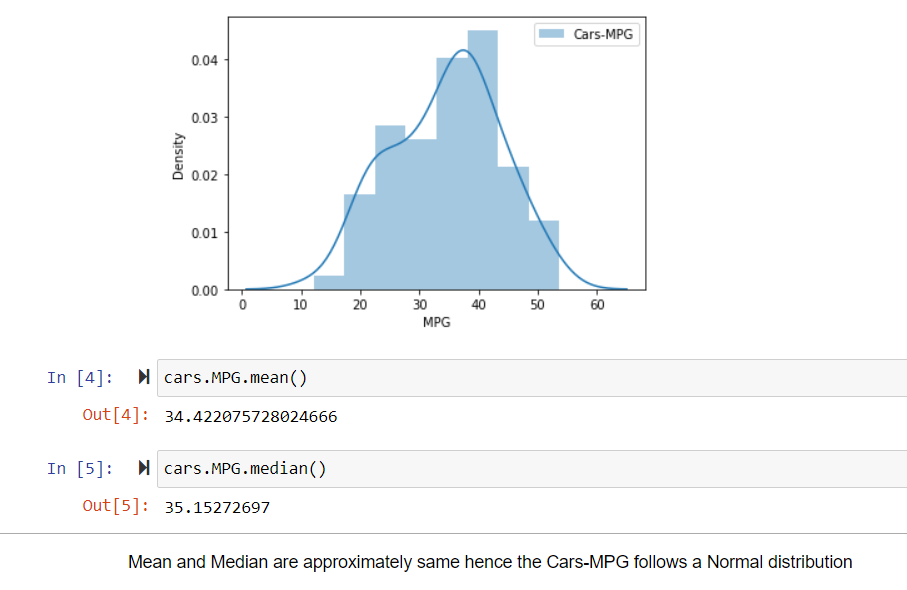 Cars-MPG
0.04
0.03
0.02
0.01
0.00
Density
0 10 20 30 40 50 60
MPG
In [4]: cars.MPG.mean()
Out[4]: 34.422075728024666
In [5]: cars.MPG.median()
Out[5]: 35.15272697
Mean and Median are approximately same hence the Cars-MPG follows a Normal distribution